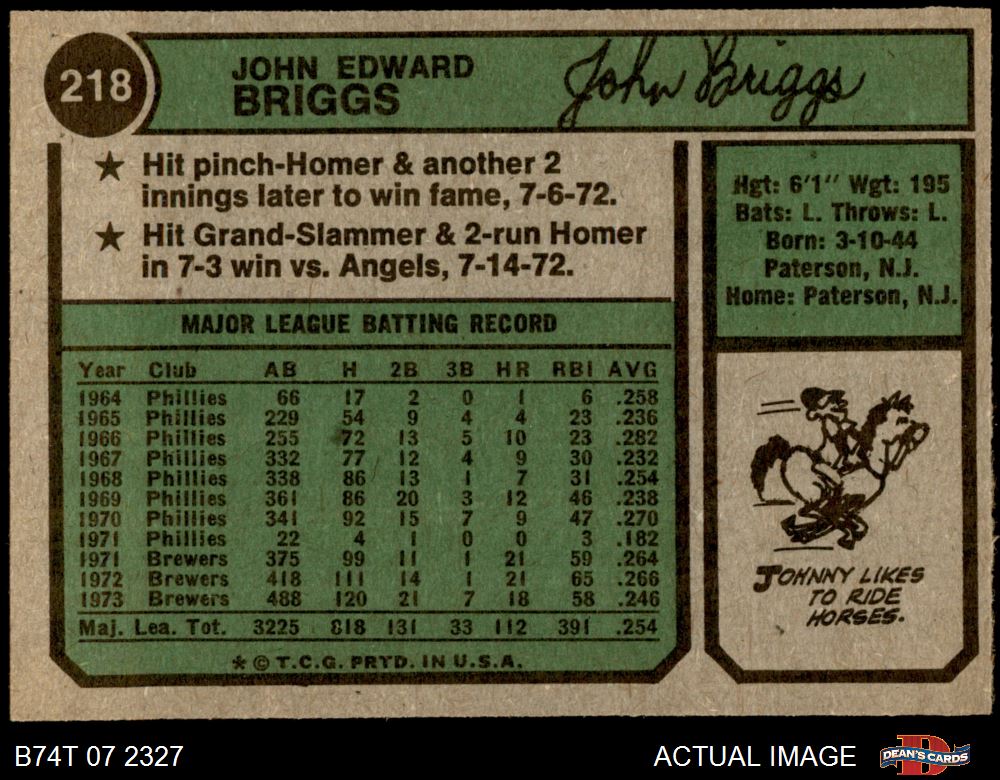 218
JOHN EDWARD
BRIGGS
John Briggs
★ Hit pinch-Homer & another 2
innings later to win fame, 7-6-72.
★ Hit Grand-Slammer & 2-run Homer
in 7-3 win vs. Angels, 7-14-72.
Hgt: 6'1" Wgt: 195
Bats: L. Throws: L.
Born: 3-10-44
Paterson, N.J.
Home: Paterson, N.J.
MAJOR LEAGUE BATTING RECORD
Year Club AB H 2B 3B HR RBI AVG
1964 Phillies 66 17 2 0 1 6 .258
1965 Phillies 229 54 9 4 4 23 .236
1966 Phillies 255 72 13 5 10 23 .282
1967 Phillies 332 77 12 4 9 30 .232
1968 Phillies 338 86 13 1 7 31 .254
1969 Phillies 361 86 20 3 12 46 .238
1970 Phillies 341 92 15 7 9 47 .270
1971 Phillies 22 4 1 0 0 3 .182
1971 Brewers 375 99 11 1 21 59 .264
1972 Brewers 418 111 14 1 21 65 .266
1973 Brewers 488 120 21 7 18 58 .246
Maj. Lea. Tot. 3225 818 131 33 112 391 .254
* © T.C.G. PRTD. IN U.S.A.
JOHNNY LIKES
TO RIDE
HORSES.
B74T 07 2327
ACTUAL IMAGE
DEAN'S CARDS